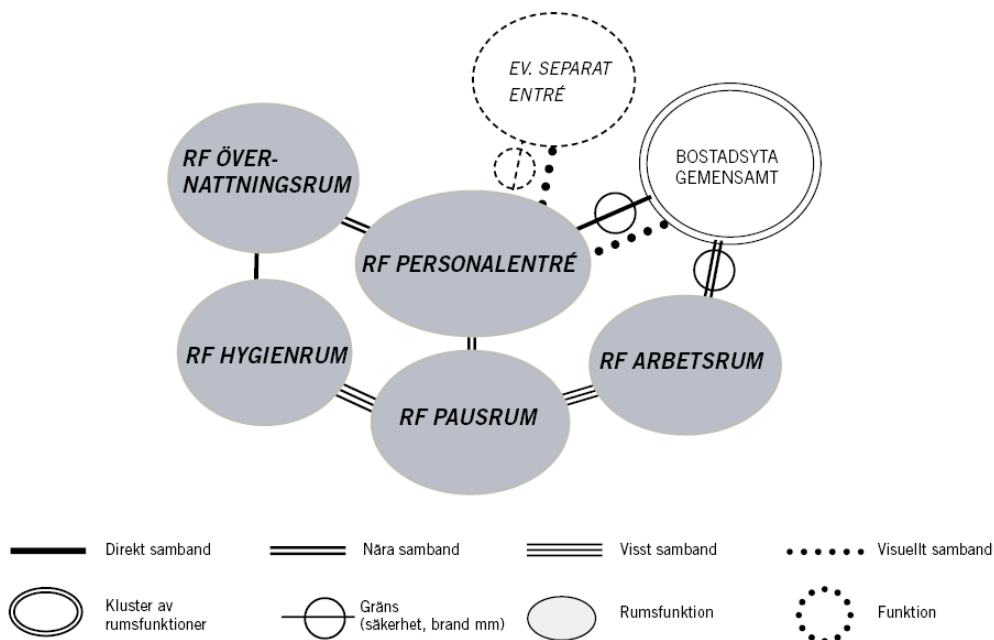 EV. SEPARAT
ENTRÉ
BOSTADSYTA
GEMENSAMT
RF ÖVER-
NATTNINGSRUM
RF PERSONALENTRÉ
RF HYGIENRUM
RF PAUSRUM
RF ARBETSRUM
Direkt samband
Nära samband
Visst samband
Visuellt samband
Kluster av
rumsfunktioner
Gräns
(säkerhet, brand mm)
Rumsfunktion
Funktion